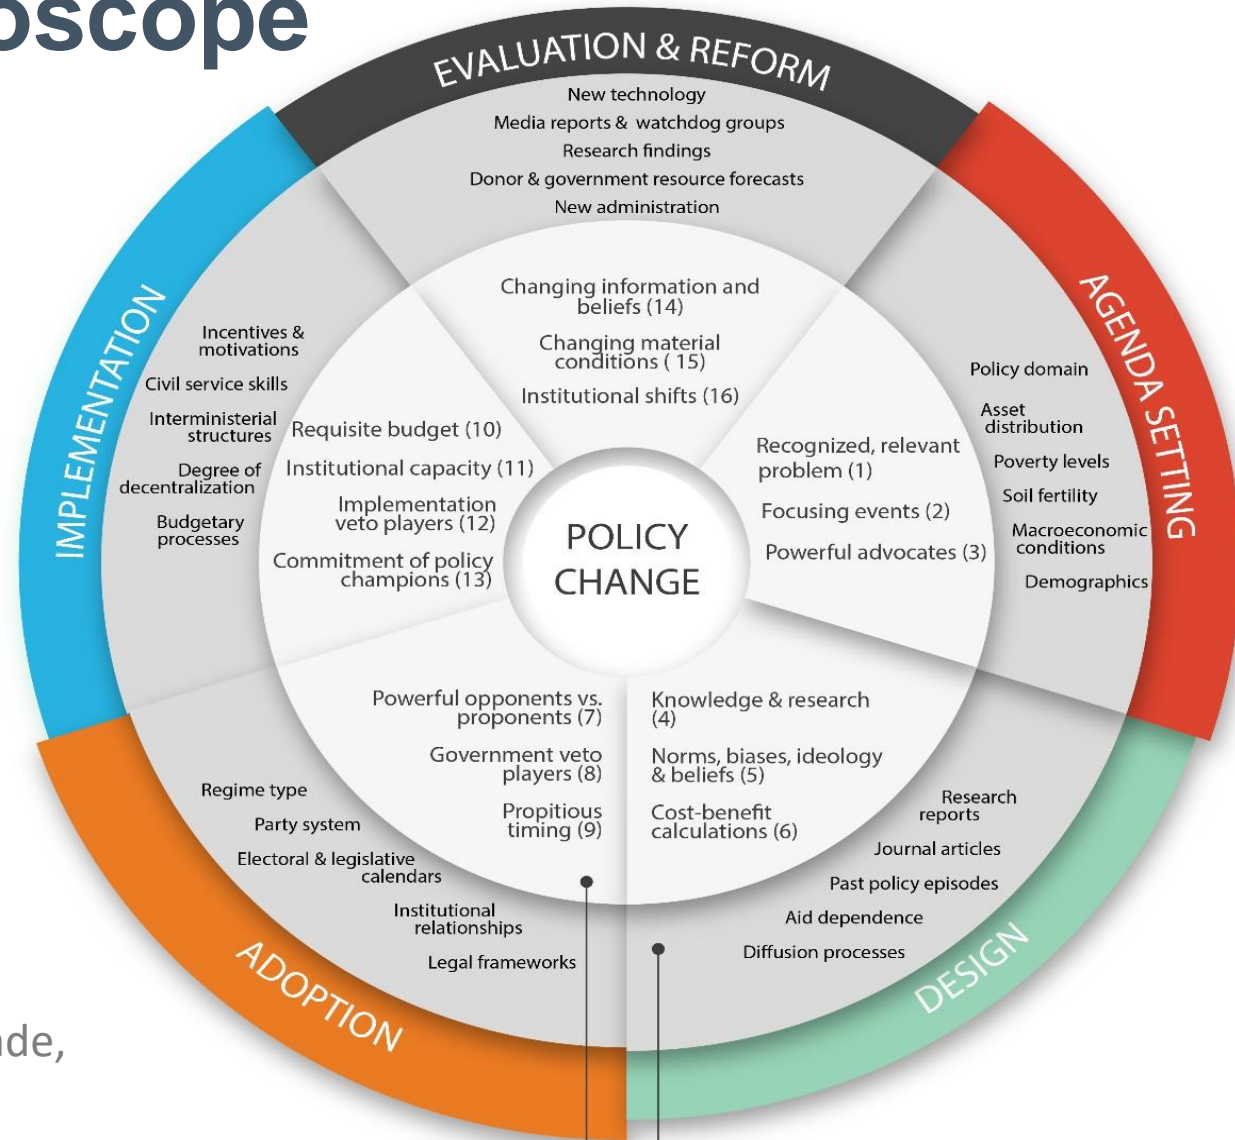 oscope
EVALUATION & REFORM
New technology
Media reports & watchdog groups
Research findings
Donor & government resource forecasts
New administration
Changing information and
beliefs (14)
Changing material
conditions ( 15)
Institutional shifts (16)
AGENDA SETTING
Policy domain
Asset
distribution
Poverty levels
Soil fertility
Macroeconomic
conditions
Demographics
Recognized, relevant
problem (1)
Focusing events (2)
Powerful advocates (3)
IMPLEMENTATION
Incentives &
motivations
Civil service skills
Interministerial
structures
Degree of
decentralization
Budgetary
processes
Requisite budget (10)
Institutional capacity (11)
Implementation
veto players (12)
Commitment of policy
champions (13)
POLICY
CHANGE
Powerful opponents vs.
proponents (7)
Government veto
players (8)
Propitious
timing (9)
Knowledge & research
(4)
Norms, biases, ideology
& beliefs (5)
Cost-benefit
calculations (6)
Regime type
Party system
Electoral & legislative
calendars
Institutional
relationships
Legal frameworks
ADOPTION
Research
reports
Journal articles
Past policy episodes
Aid dependence
Diffusion processes
DESIGN
de,